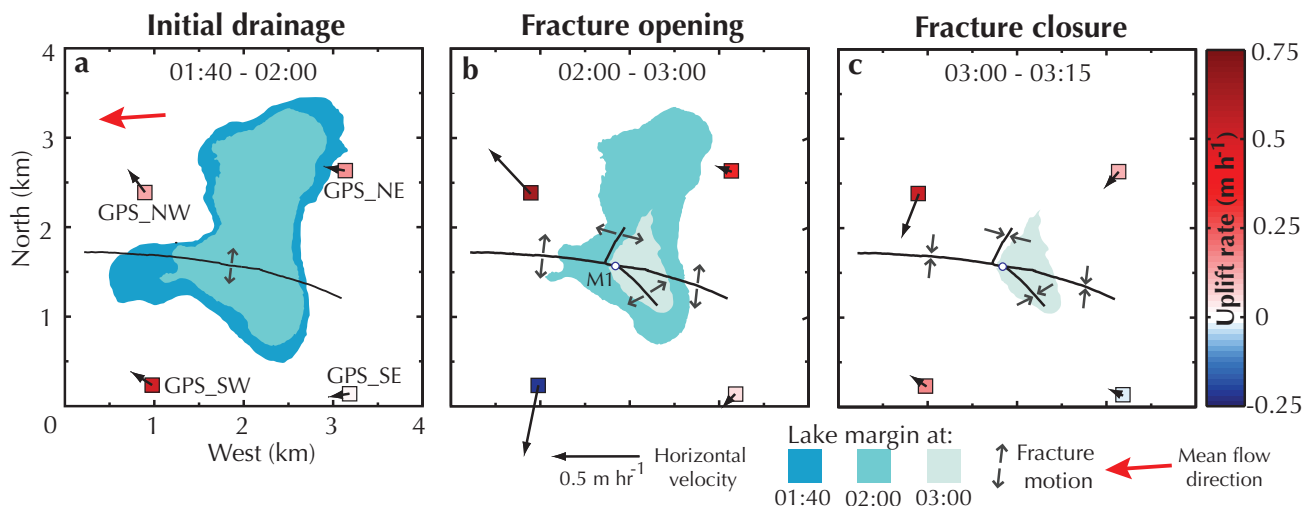 Initial drainage
Fracture opening
Fracture closure
a
01:40 - 02:00
b
02:00 - 03:00
c
03:00 - 03:15
4
3
2
1
0
North (km)
GPS_NW
GPS_NE
GPS_SW
GPS_SE
0
1
2
3
4
West (km)
M1
0.75
0.5
0.25
0
-0.25
Uplift rate (m h-1)
0.5 m hr-1
Horizontal
velocity
Lake margin at:
01:40
02:00
03:00
Fracture
motion
Mean flow
direction